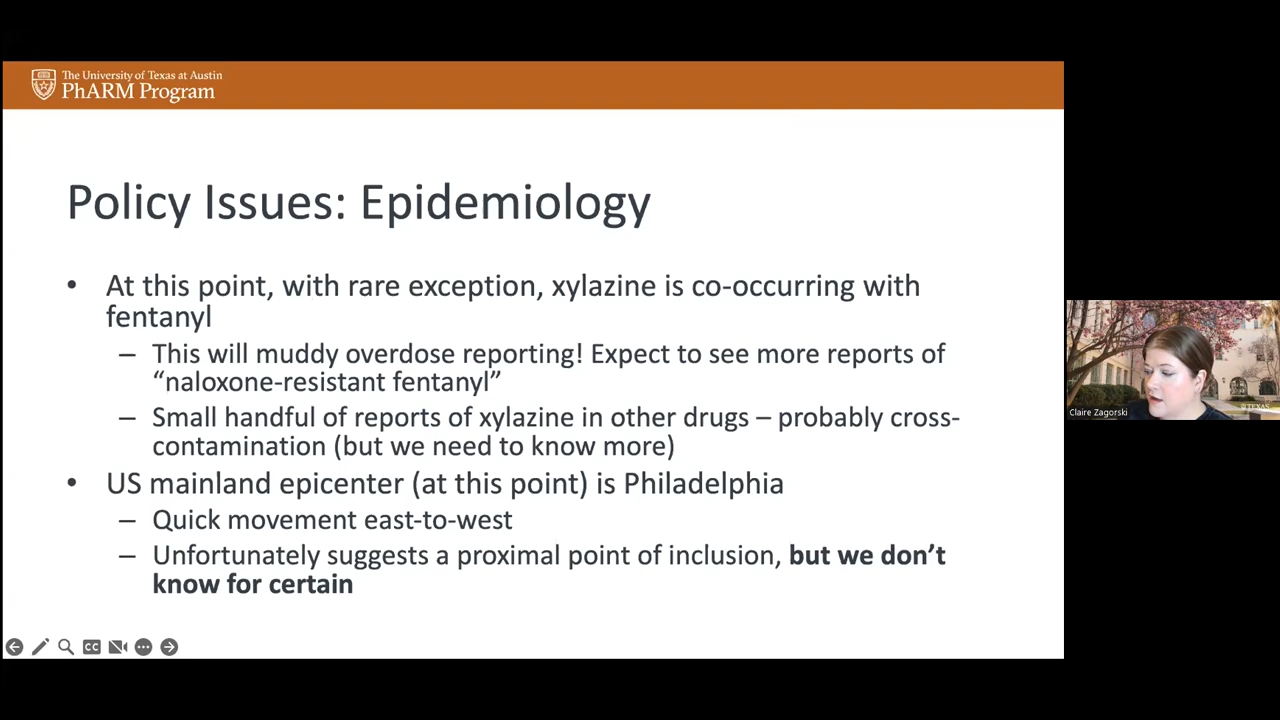 The University of Texas at Austin
PhARM Program
Policy Issues: Epidemiology
• At this point, with rare exception, xylazine is co-occurring with
fentanyl
– This will muddy overdose reporting! Expect to see more reports of
“naloxone-resistant fentanyl”
– Small handful of reports of xylazine in other drugs – probably cross-
contamination (but we need to know more)
• US mainland epicenter (at this point) is Philadelphia
– Quick movement east-to-west
– Unfortunately suggests a proximal point of inclusion, but we don’t
know for certain
CC
Claire Zagorski
TEXAS